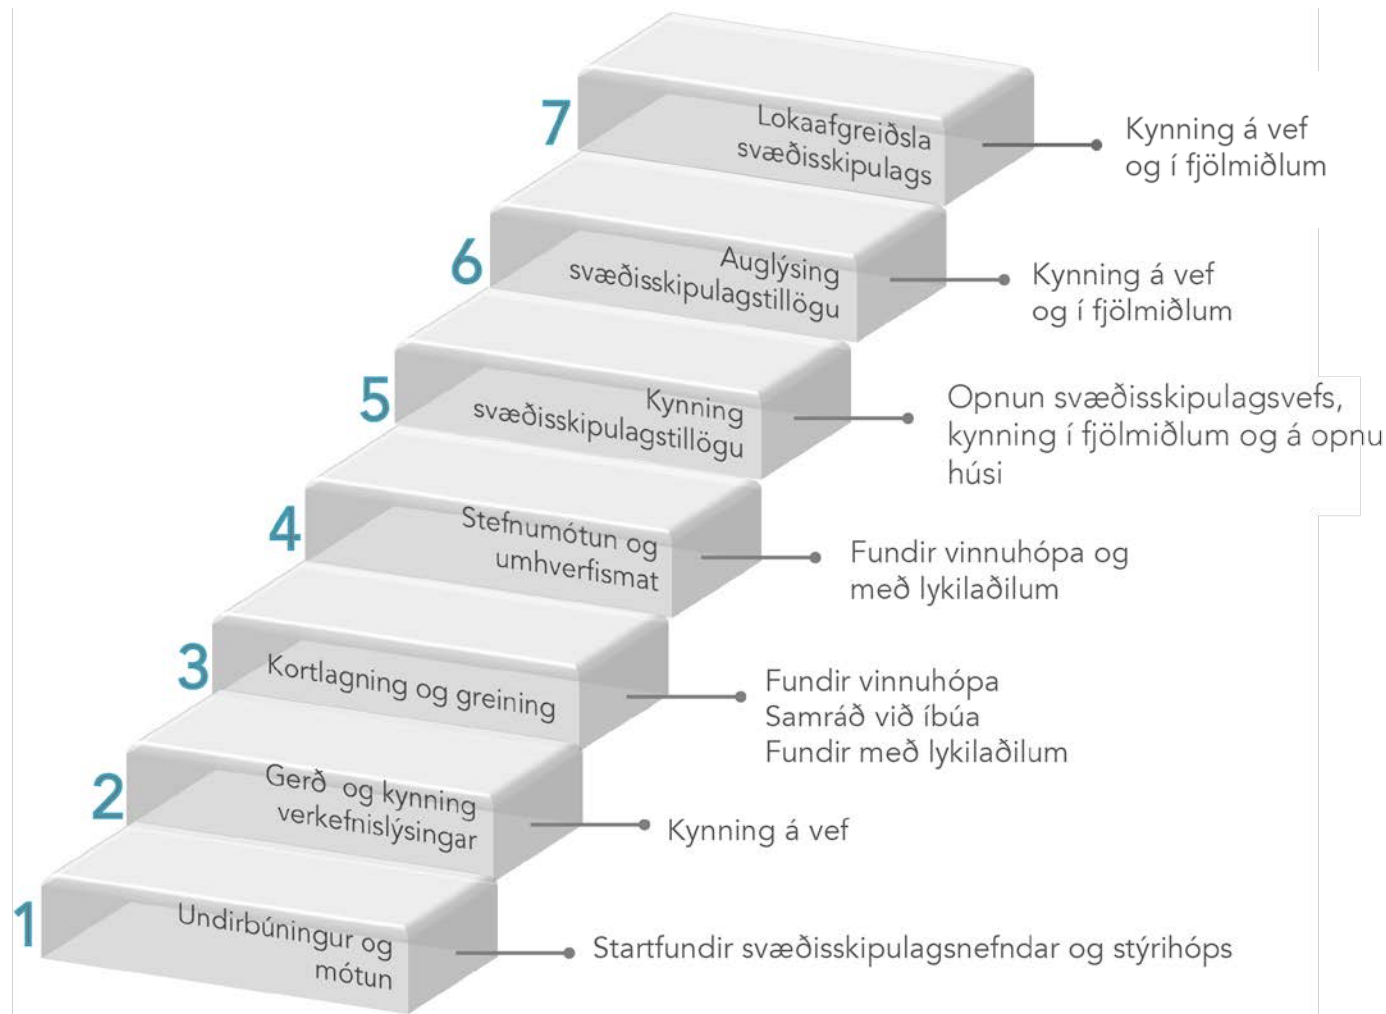 7
Lokaafgreiðsla
svæðisskipulags
Kynning á vef
og í fjölmiðlum
6
Auglýsing
svæðisskipulagstillögu
Kynning á vef
og í fjölmiðlum
5
Kynning
svæðisskipulagstillögu
Opnun svæðisskipulagsvefs,
kynning í fjölmiðlum og á opnu
húsi
4
Stefnumótun og
umhverfismat
Fundir vinnuhópa og
með lykilaðilum
3
Kortlagning og greining
Fundir vinnuhópa
Samráð við íbúa
Fundir með lykilaðilum
2
Gerð og kynning
verkefnislýsingar
Kynning á vef
1
Undirbúningur og
mótun
Startfundir svæðisskipulagsnefndar og stýrihóps